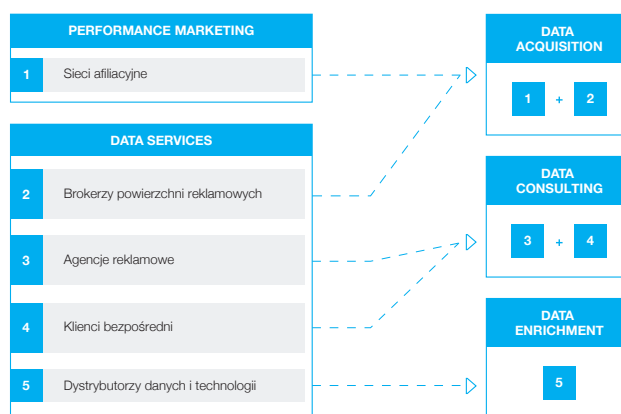 PERFORMANCE MARKETING
1 Sieci afiliacyjne
DATA SERVICES
2 Brokerzy powierzchni reklamowych
3 Agencje reklamowe
4 Klienci bezpośredni
5 Dystrybutorzy danych i technologii
DATA
ACQUISITION
1 + 2
DATA
CONSULTING
3 + 4
DATA
ENRICHMENT
5